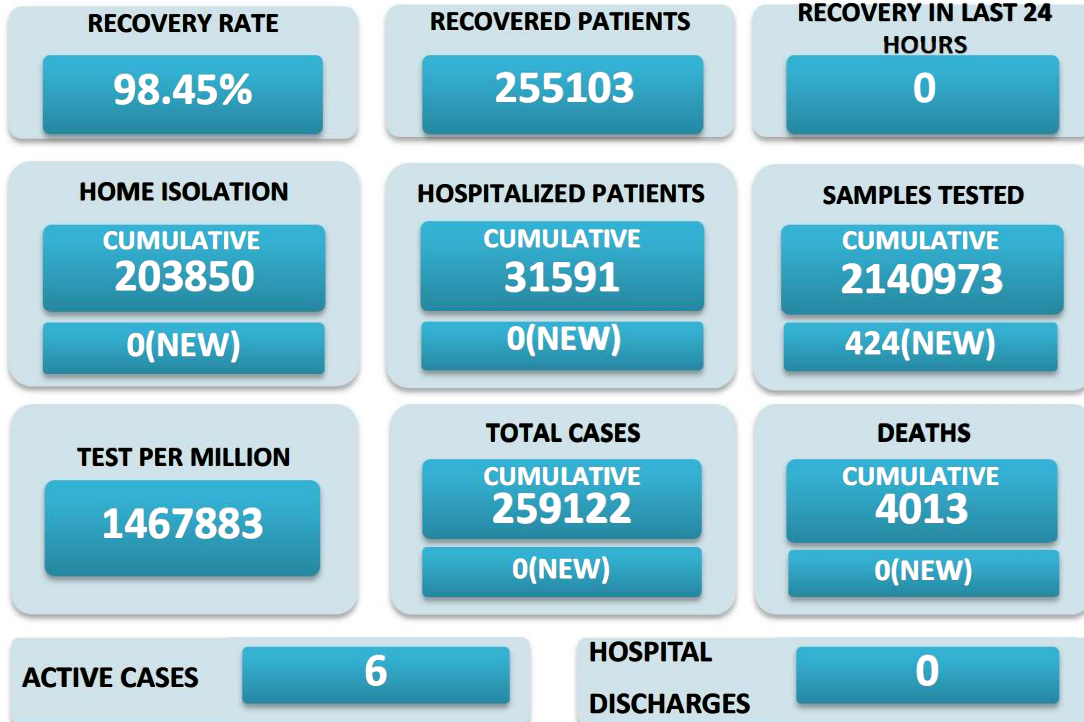 RECOVERY RATE
98.45%
RECOVERED PATIENTS
255103
RECOVERY IN LAST 24
HOURS
0
HOME ISOLATION
CUMULATIVE
203850
0(NEW)
HOSPITALIZED PATIENTS
CUMULATIVE
31591
0(NEW)
SAMPLES TESTED
CUMULATIVE
2140973
424(NEW)
TEST PER MILLION
1467883
TOTAL CASES
CUMULATIVE
259122
0(NEW)
DEATHS
CUMULATIVE
4013
0(NEW)
ACTIVE CASES
6
HOSPITAL
DISCHARGES
0